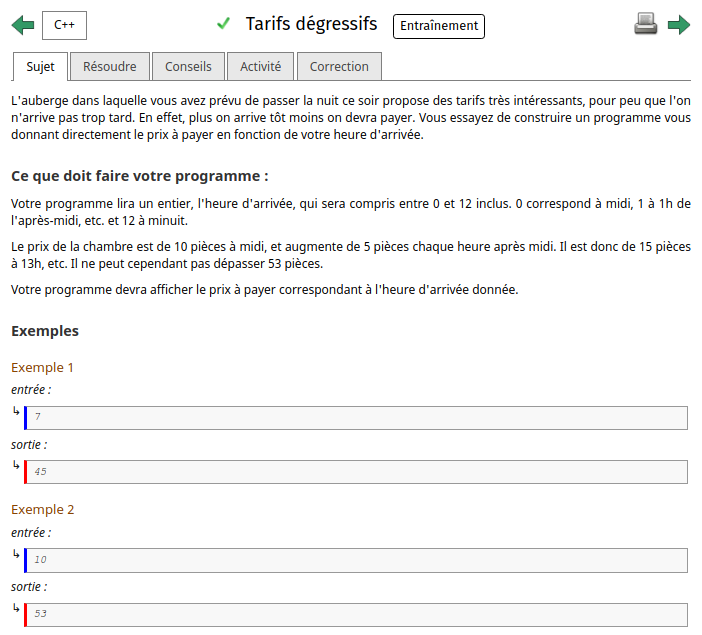 C++
Tarifs dégressifs
Entraînement
Sujet
Résoudre
Conseils
Activité
Correction
L'auberge dans laquelle vous avez prévu de passer la nuit ce soir propose des tarifs très intéressants, pour peu que l'on
n'arrive pas trop tard. En effet, plus on arrive tôt moins on devra payer. Vous essayez de construire un programme vous
donnant directement le prix à payer en fonction de votre heure d'arrivée.
Ce que doit faire votre programme :
Votre programme lira un entier, l'heure d'arrivée, qui sera compris entre 0 et 12 inclus. 0 correspond à midi, 1 à 1h de
l'après-midi, etc. et 12 à minuit.
Le prix de la chambre est de 10 pièces à midi, et augmente de 5 pièces chaque heure après midi. Il est donc de 15 pièces
à 13h, etc. Il ne peut cependant pas dépasser 53 pièces.
Votre programme devra afficher le prix à payer correspondant à l'heure d'arrivée donnée.
Exemples
Exemple 1
entrée :
7
sortie :
45
Exemple 2
entrée :
10
sortie :
53